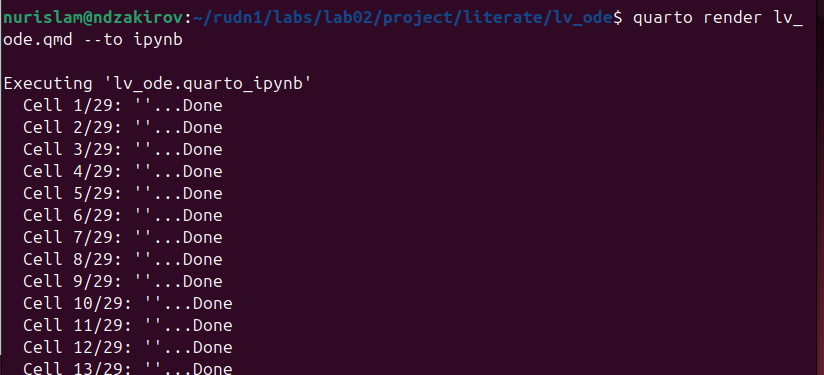 nurislam@ndzakirov:~/rudn1/labs/lab02/project/literate/lv_ode$ quarto render lv_
ode.qmd --to ipynb
Executing 'lv_ode.quarto_ipynb'
  Cell 1/29: ''...Done
  Cell 2/29: ''...Done
  Cell 3/29: ''...Done
  Cell 4/29: ''...Done
  Cell 5/29: ''...Done
  Cell 6/29: ''...Done
  Cell 7/29: ''...Done
  Cell 8/29: ''...Done
  Cell 9/29: ''...Done
  Cell 10/29: ''...Done
  Cell 11/29: ''...Done
  Cell 12/29: ''...Done
  Cell 13/29: ''...Done